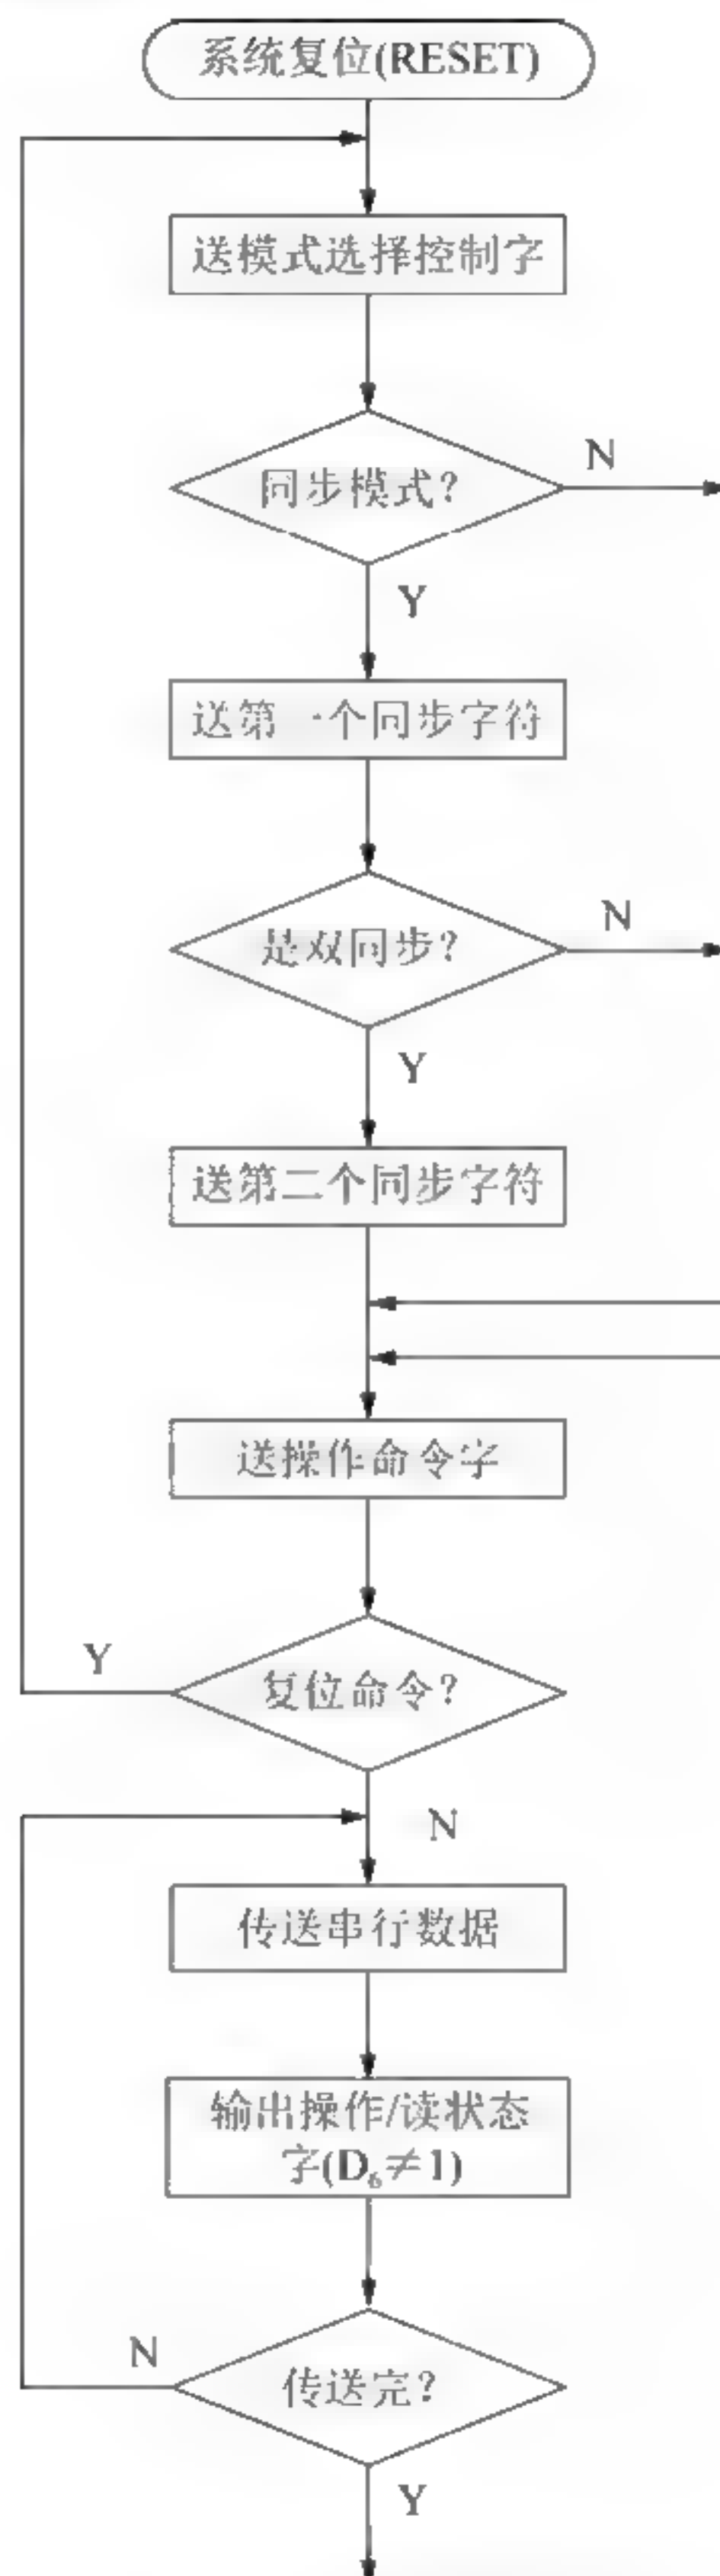 系统复位(RESET)
送模式选择控制字
同步模式?
N
Y
送第一个同步字符
是双同步?
N
Y
送第二个同步字符
送操作命令字
复位命令?
Y
N
传送串行数据
输出操作/读状态
字(D₆≠1)
传送完?
N
Y